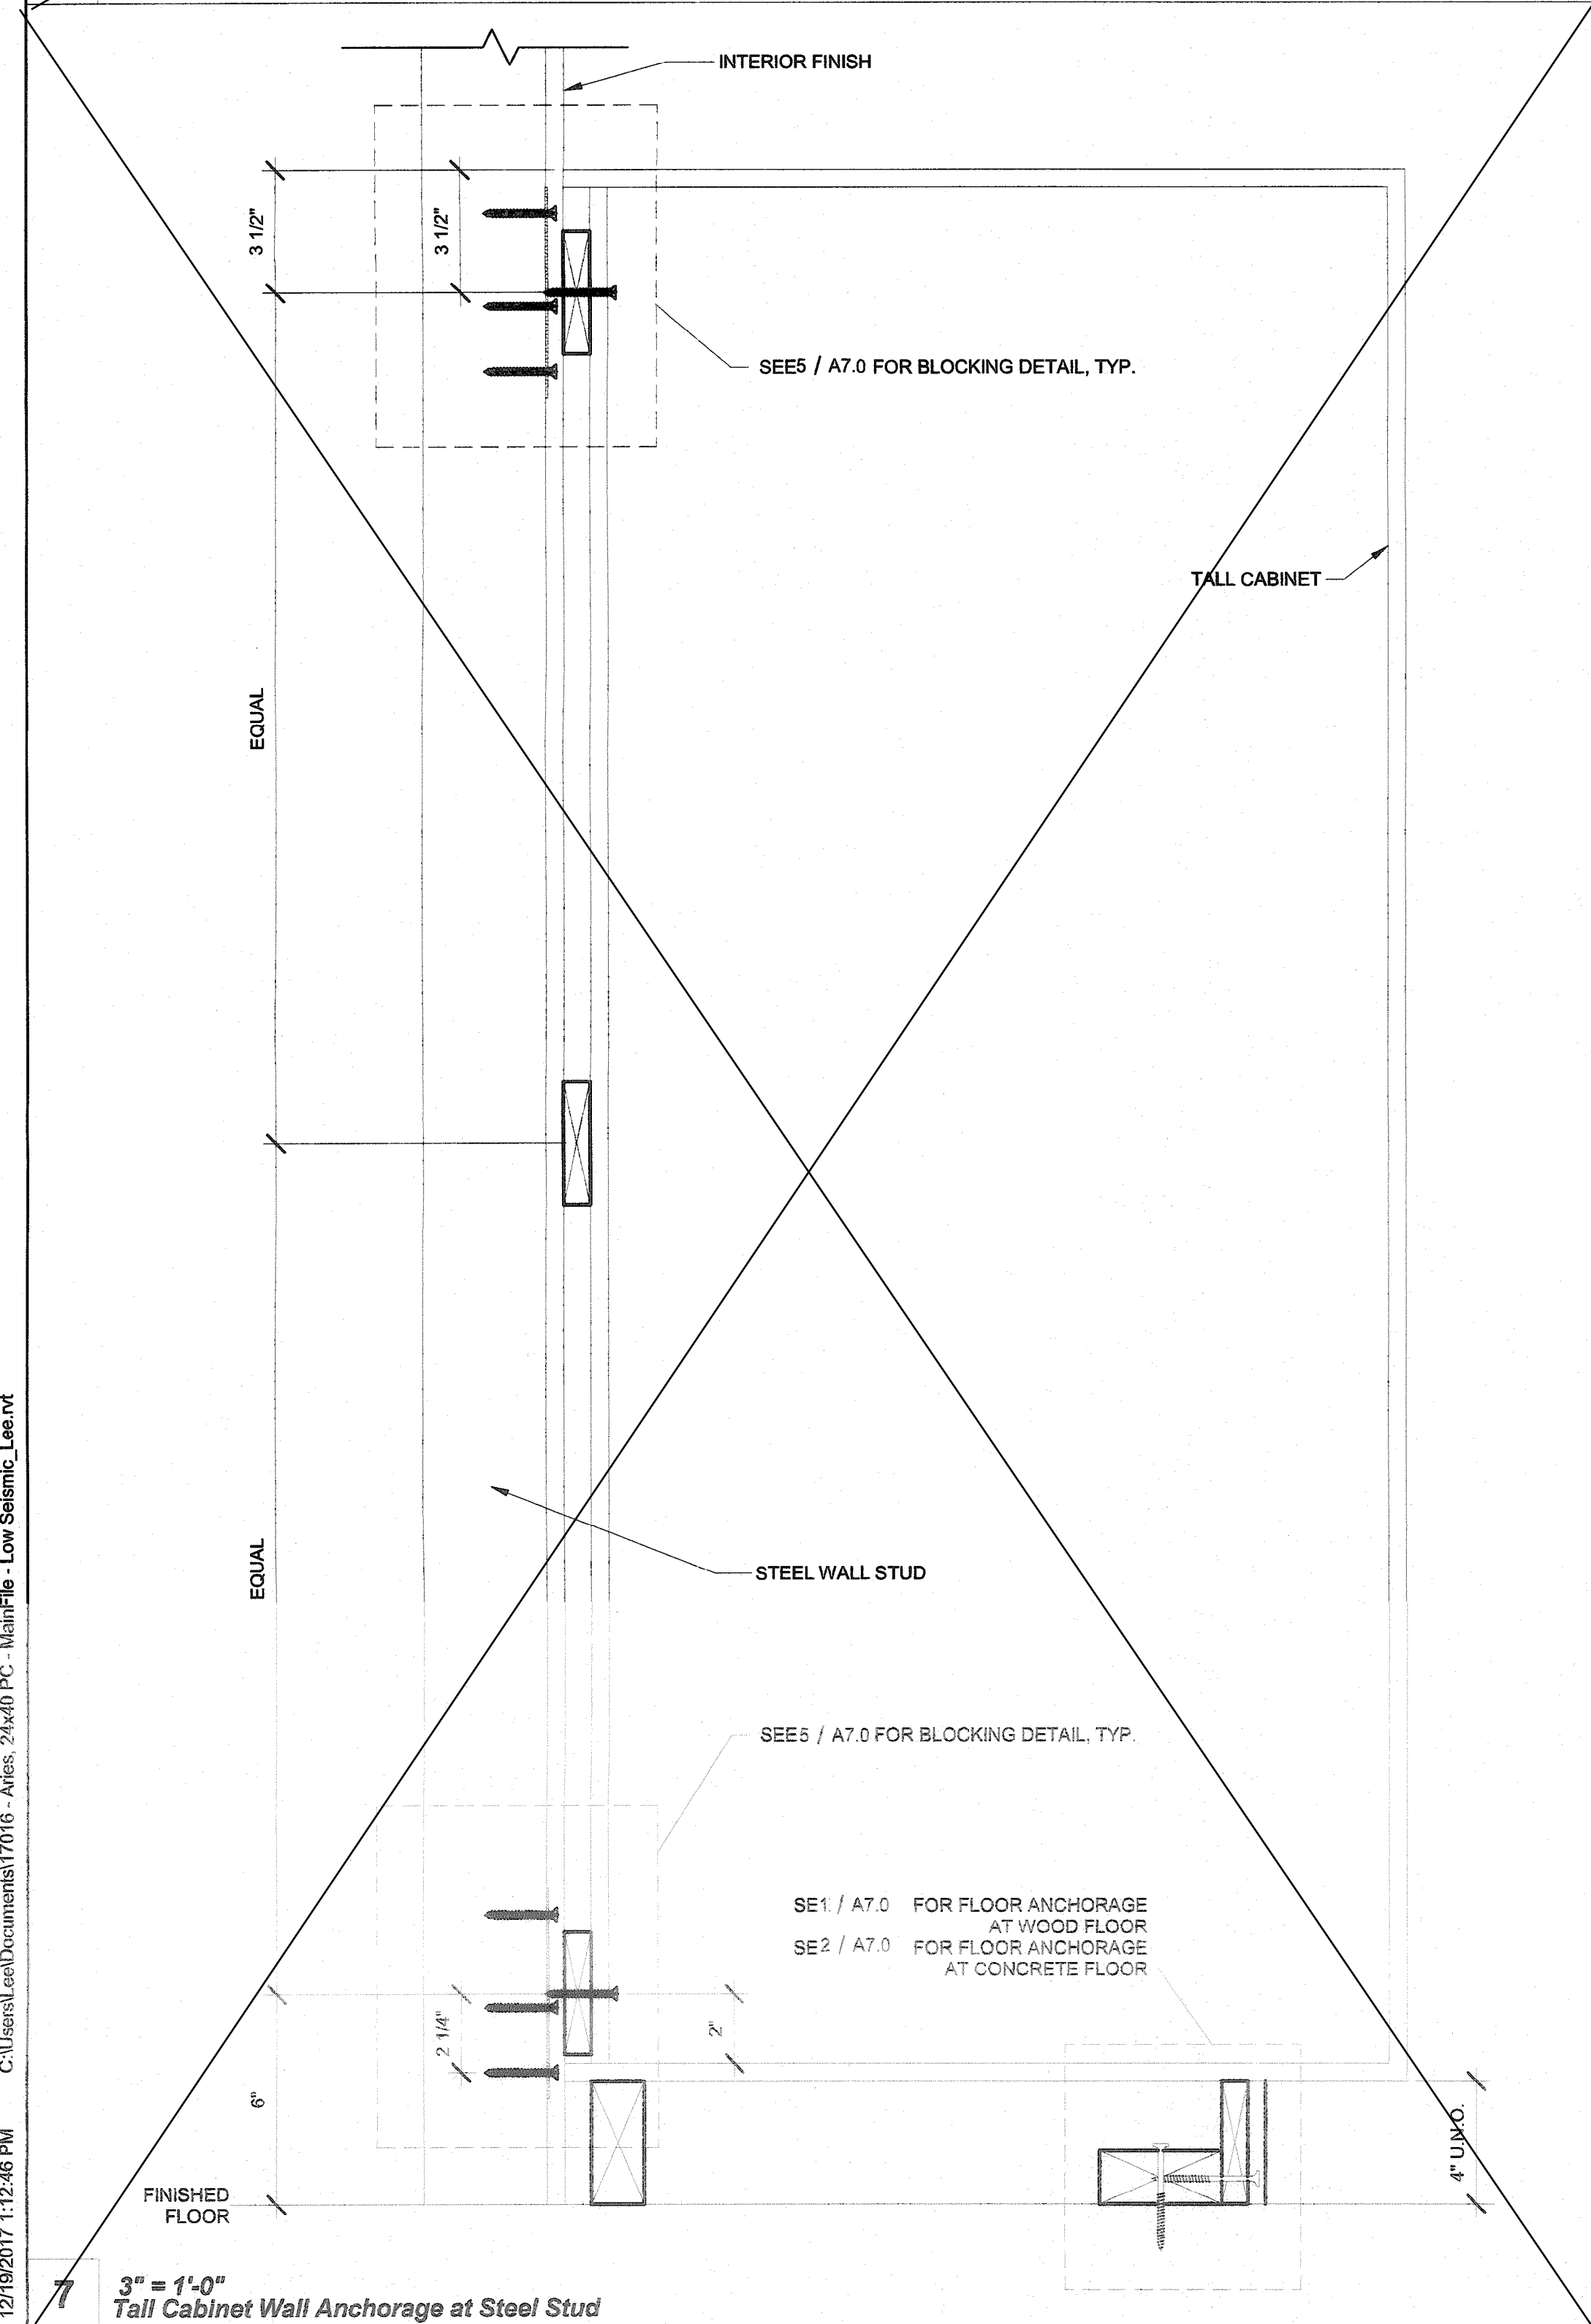 INTERIOR FINISH
3 1/2"
3 1/2"
SEE5 / A7.0 FOR BLOCKING DETAIL, TYP.
TALL CABINET
EQUAL
STEEL WALL STUD
EQUAL
SEE5 / A7.0 FOR BLOCKING DETAIL, TYP.
SE1 / A7.0 FOR FLOOR ANCHORAGE
AT WOOD FLOOR
SE2 / A7.0 FOR FLOOR ANCHORAGE
AT CONCRETE FLOOR
2 1/4"
2"
6"
4" U.N.O.
FINISHED
FLOOR
7
3" = 1'-0"
Tall Cabinet Wall Anchorage at Steel Stud
12/19/2017 1:12:46 PM C:\Users\Lee\Documents\17016 - Aries, 24x40 PC - MainFile - Low Seismic_Lee.rvt